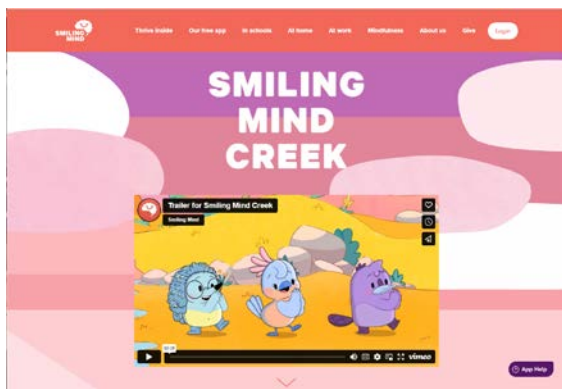 SMILING
MIND
Thrive Inside Our free app In schools At home At work Mindfulness About us Give Login
SMILING
MIND
CREEK
Trailer for Smiling Mind Creek
Smiling Mind
vimeo
App Help